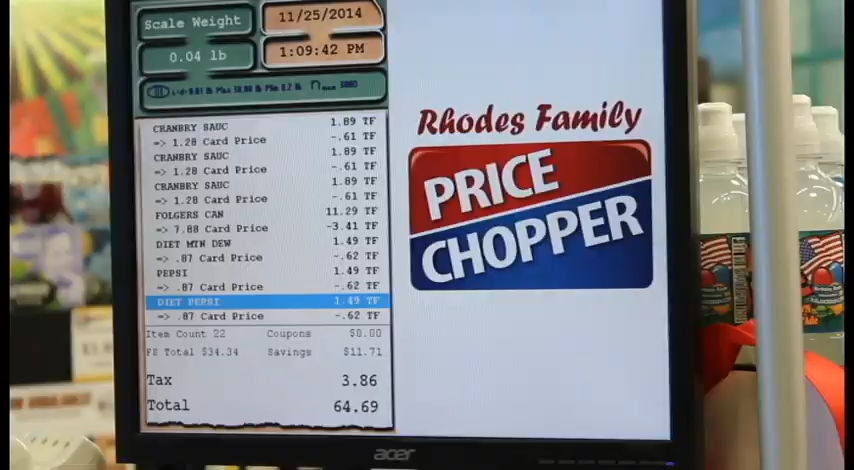 Scale Weight
11/25/2014
0.04 lb
1:09:42 PM
CRANBRY SAUC 1.89 TF
=> 1.28 Card Price -.61 TF
CRANBRY SAUC 1.89 TF
=> 1.28 Card Price -.61 TF
CRANBRY SAUC 1.89 TF
=> 1.28 Card Price -.61 TF
FOLGERS CAN 11.29 TF
=> 7.88 Card Price -3.41 TF
DIET MTN DEW 1.49 TF
=> .87 Card Price -.62 TF
PEPSI 1.49 TF
=> .87 Card Price -.62 TF
DIET PEPSI 1.49 TF
=> .87 Card Price -.62 TF
Item Count 22 Coupons $0.00
FS Total $34.34 Savings $11.71
Tax 3.86
Total 64.69
Rhodes Family
PRICE
CHOPPER
acer